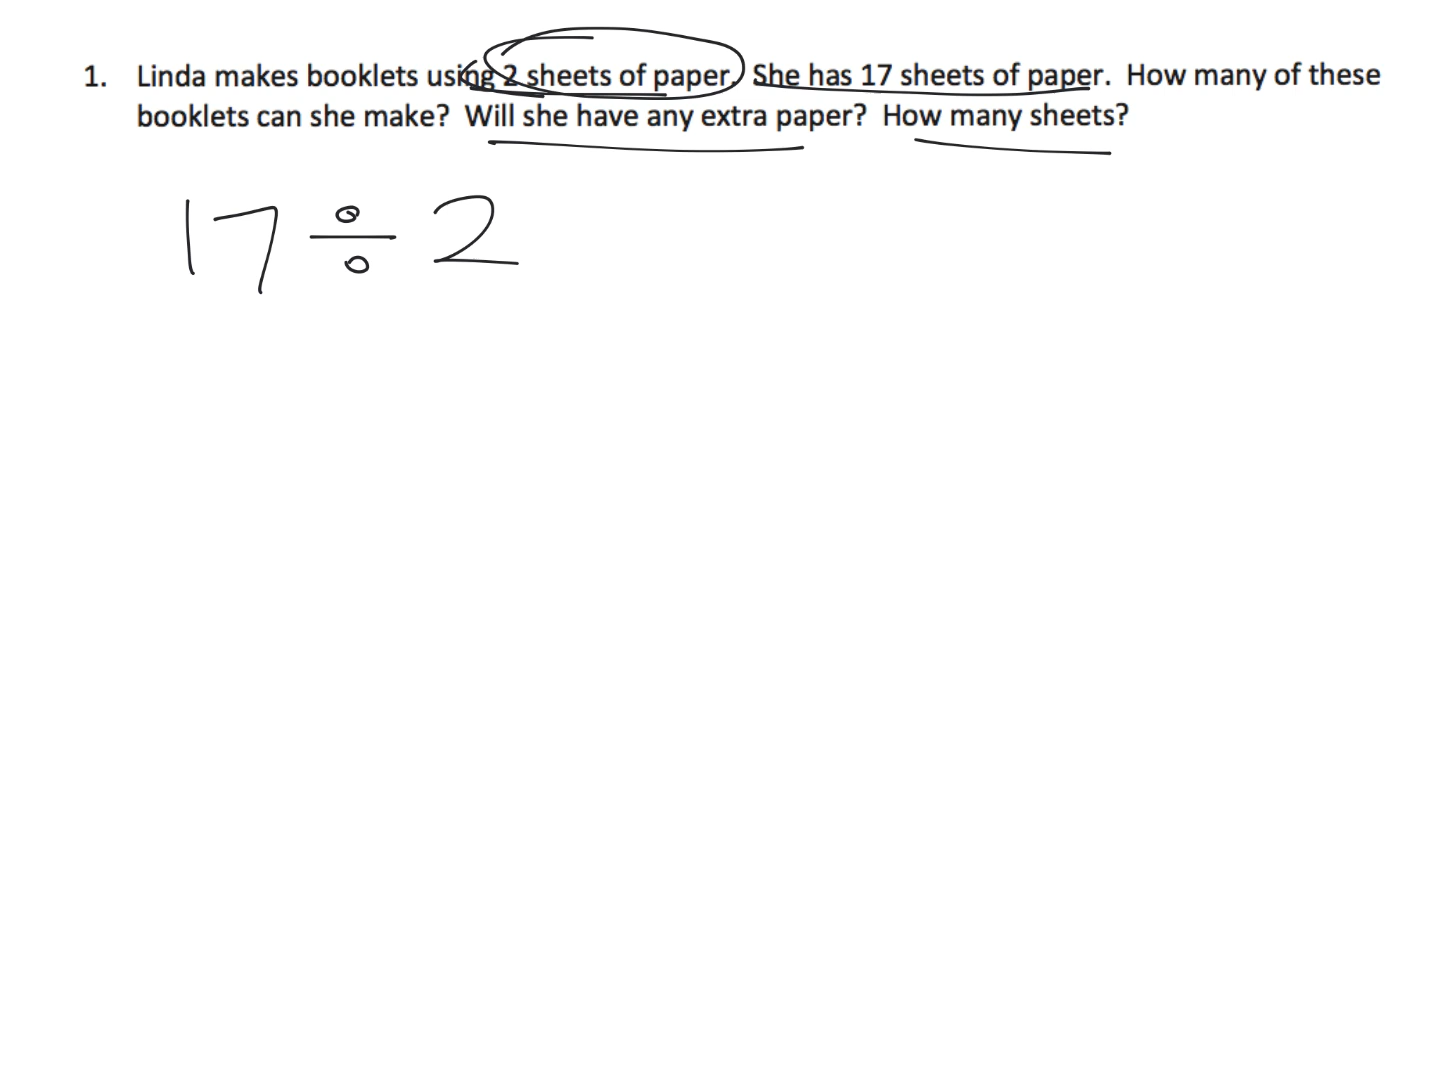 1. Linda makes booklets using 2 sheets of paper. She has 17 sheets of paper. How many of these
booklets can she make? Will she have any extra paper? How many sheets?
17 ÷ 2